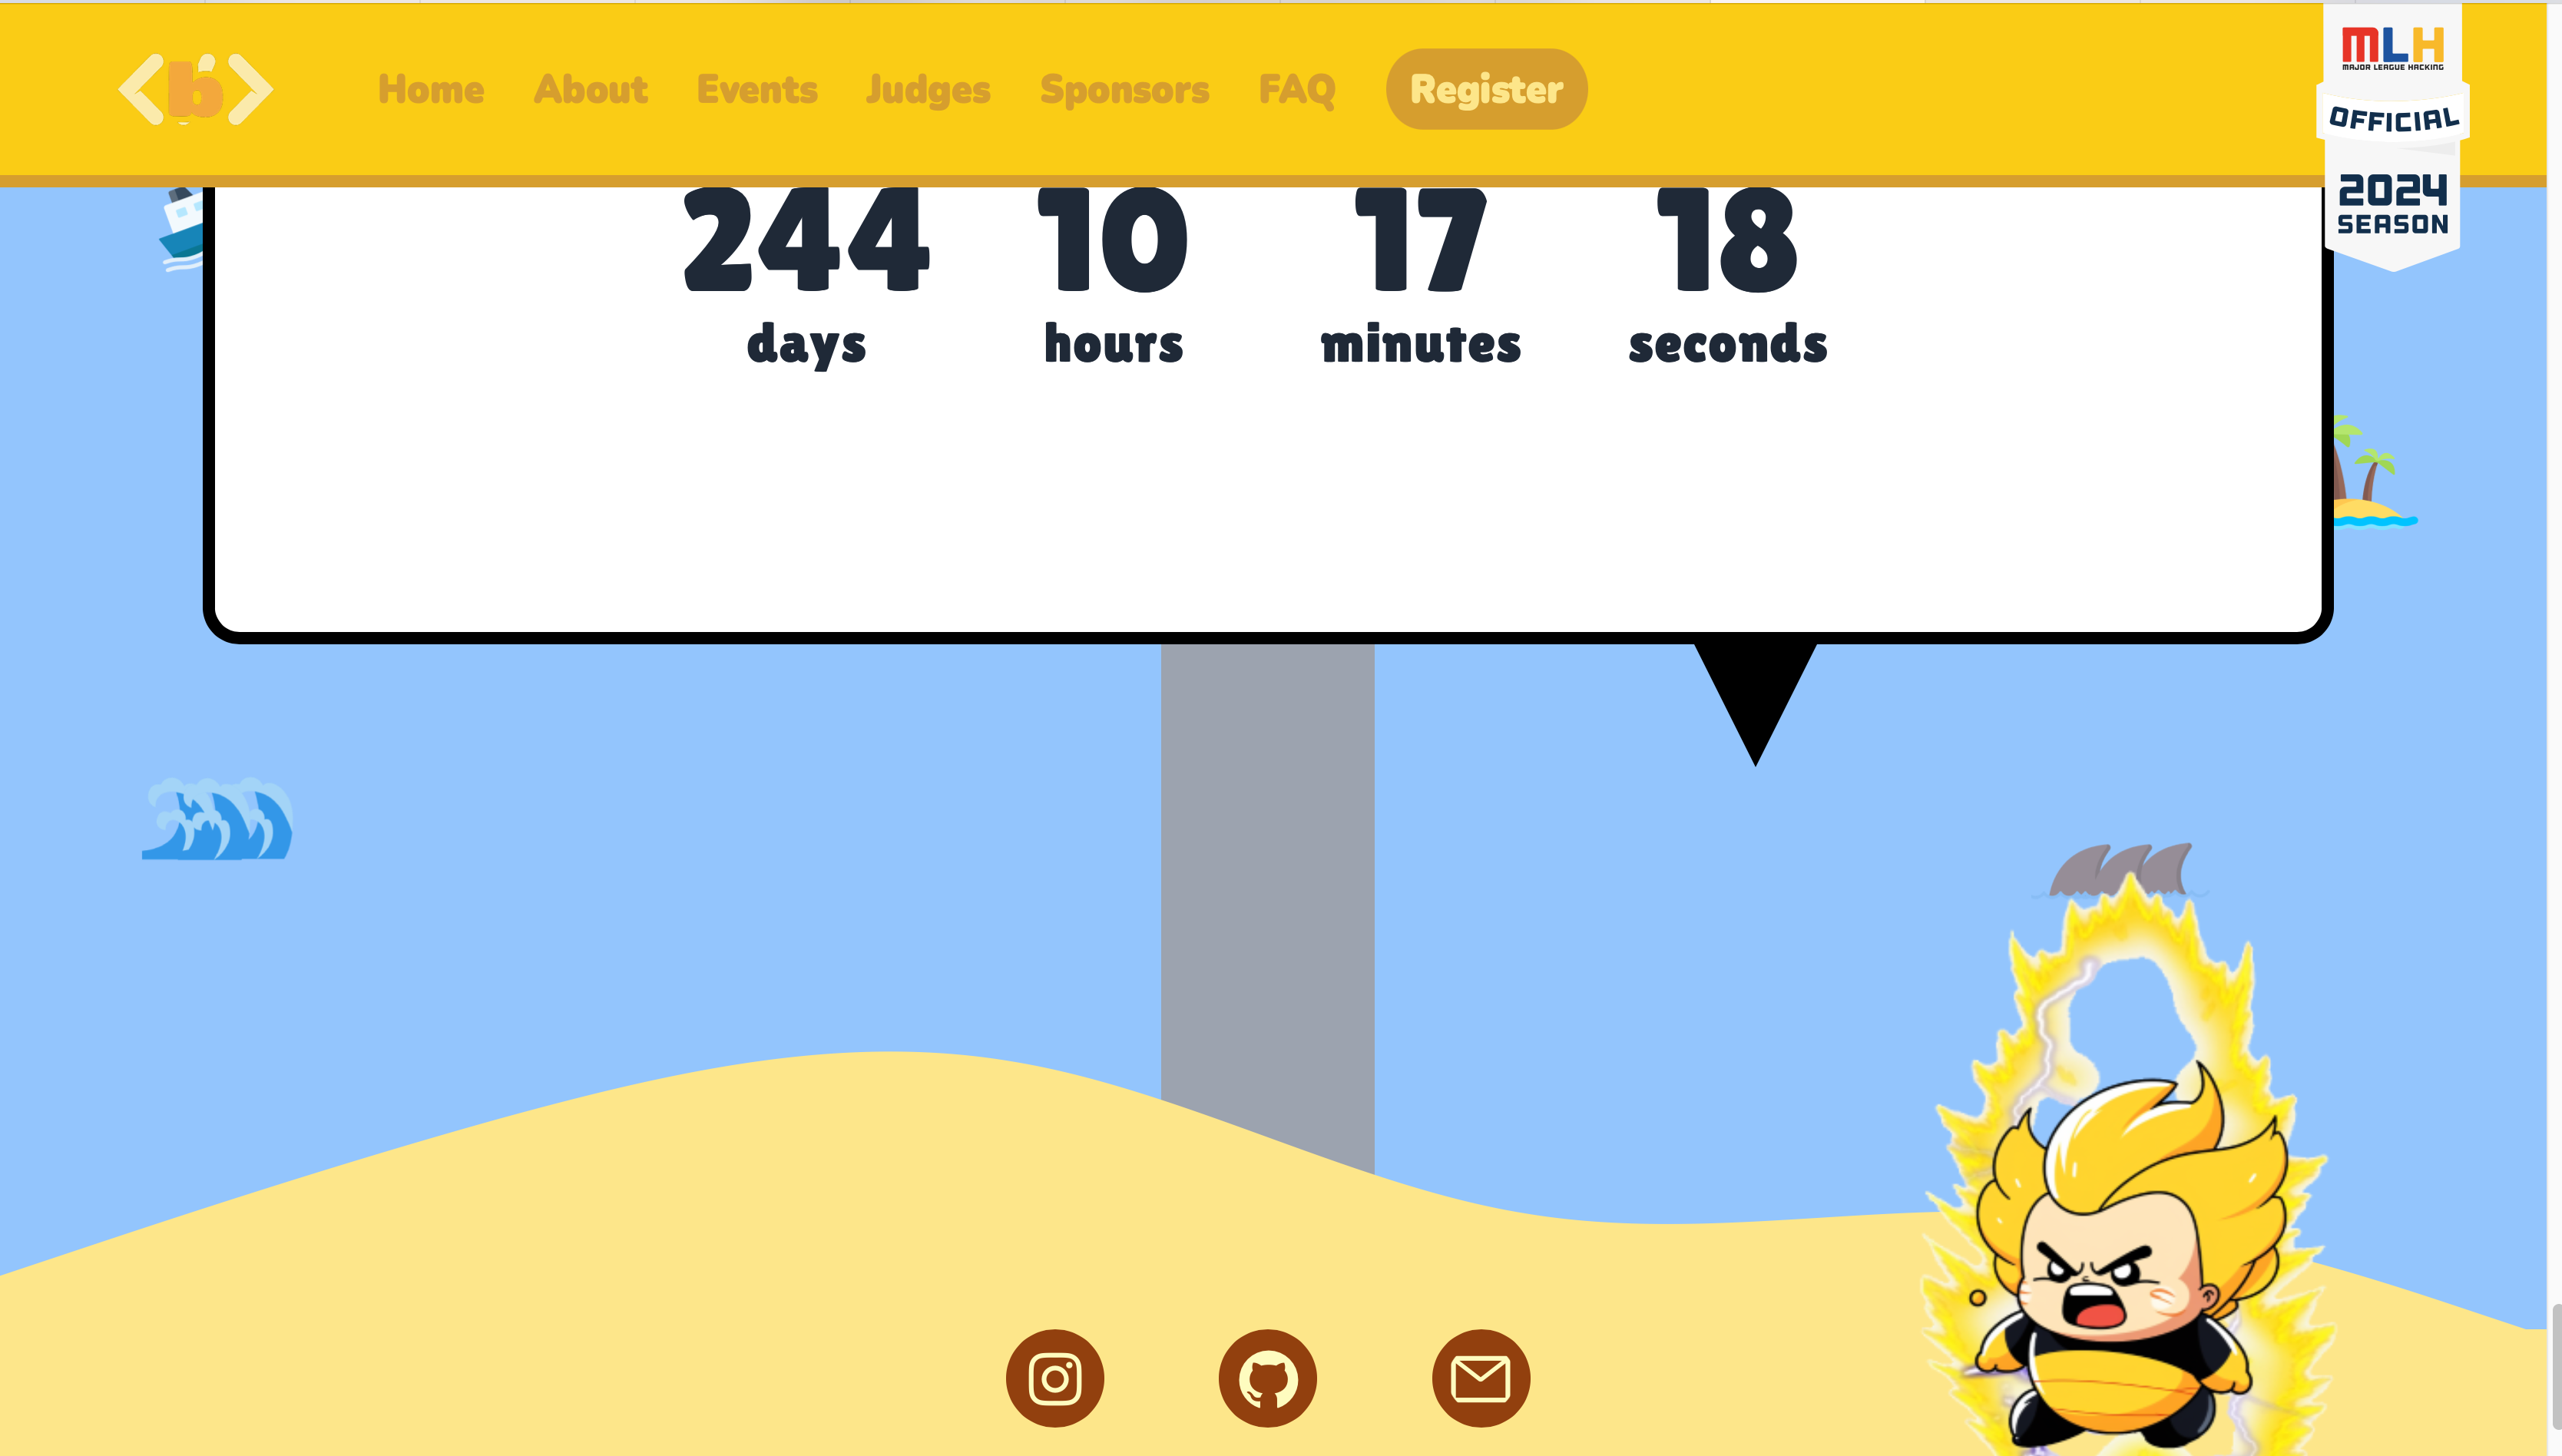 b
Home About Events Judges Sponsors FAQ Register
MLH
MAJOR LEAGUE HACKING
OFFICIAL
2024
SEASON
244 10 17 18
days hours minutes seconds